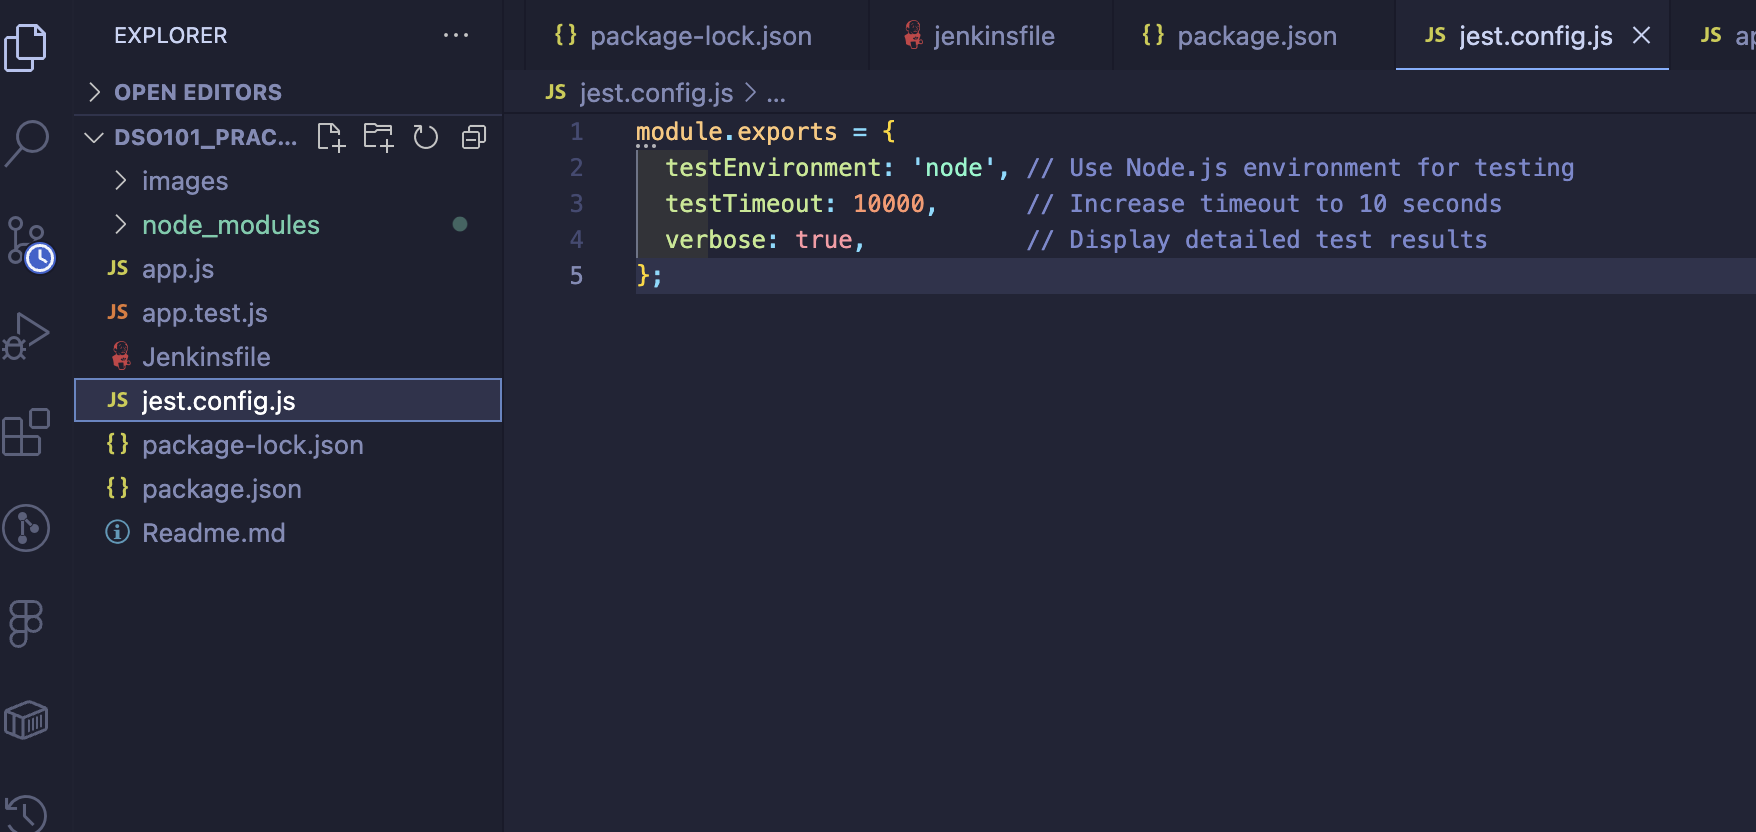 EXPLORER
OPEN EDITORS
DSO101_PRAC...
images
node_modules
JS app.js
JS app.test.js
Jenkinsfile
JS jest.config.js
{} package-lock.json
{} package.json
Readme.md
{} package-lock.json jenkinsfile {} package.json JS jest.config.js JS ap
JS jest.config.js > ...
1 module.exports = {
2   testEnvironment: 'node', // Use Node.js environment for testing
3   testTimeout: 10000,      // Increase timeout to 10 seconds
4   verbose: true,           // Display detailed test results
5 };